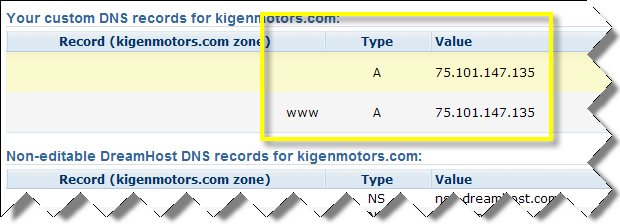 Your custom DNS records for kigenmotors.com:
Record (kigenmotors.com zone) Type Value
A 75.101.147.135
www A 75.101.147.135
Non-editable DreamHost DNS records for kigenmotors.com:
Record (kigenmotors.com zone) Type Value
NS dreamhost.com